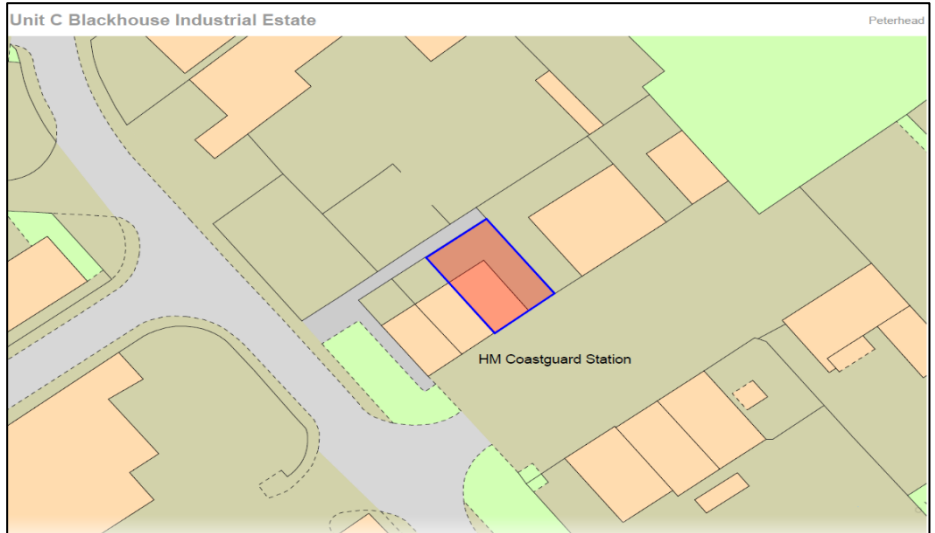 Unit C Blackhouse Industrial Estate
Peterhead
HM Coastguard Station